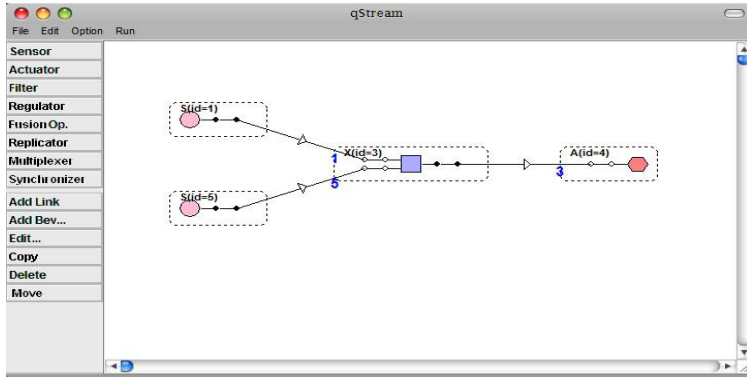 qStream
File Edit Option Run
Sensor
Actuator
Filter
Regulator
Fusion Op.
Replicator
Multiplexer
Synchronizer
Add Link
Add Bev...
Edit...
Copy
Delete
Move
S(id=1)
1
X(id=3)
A(id=4)
3
5
S(id=5)